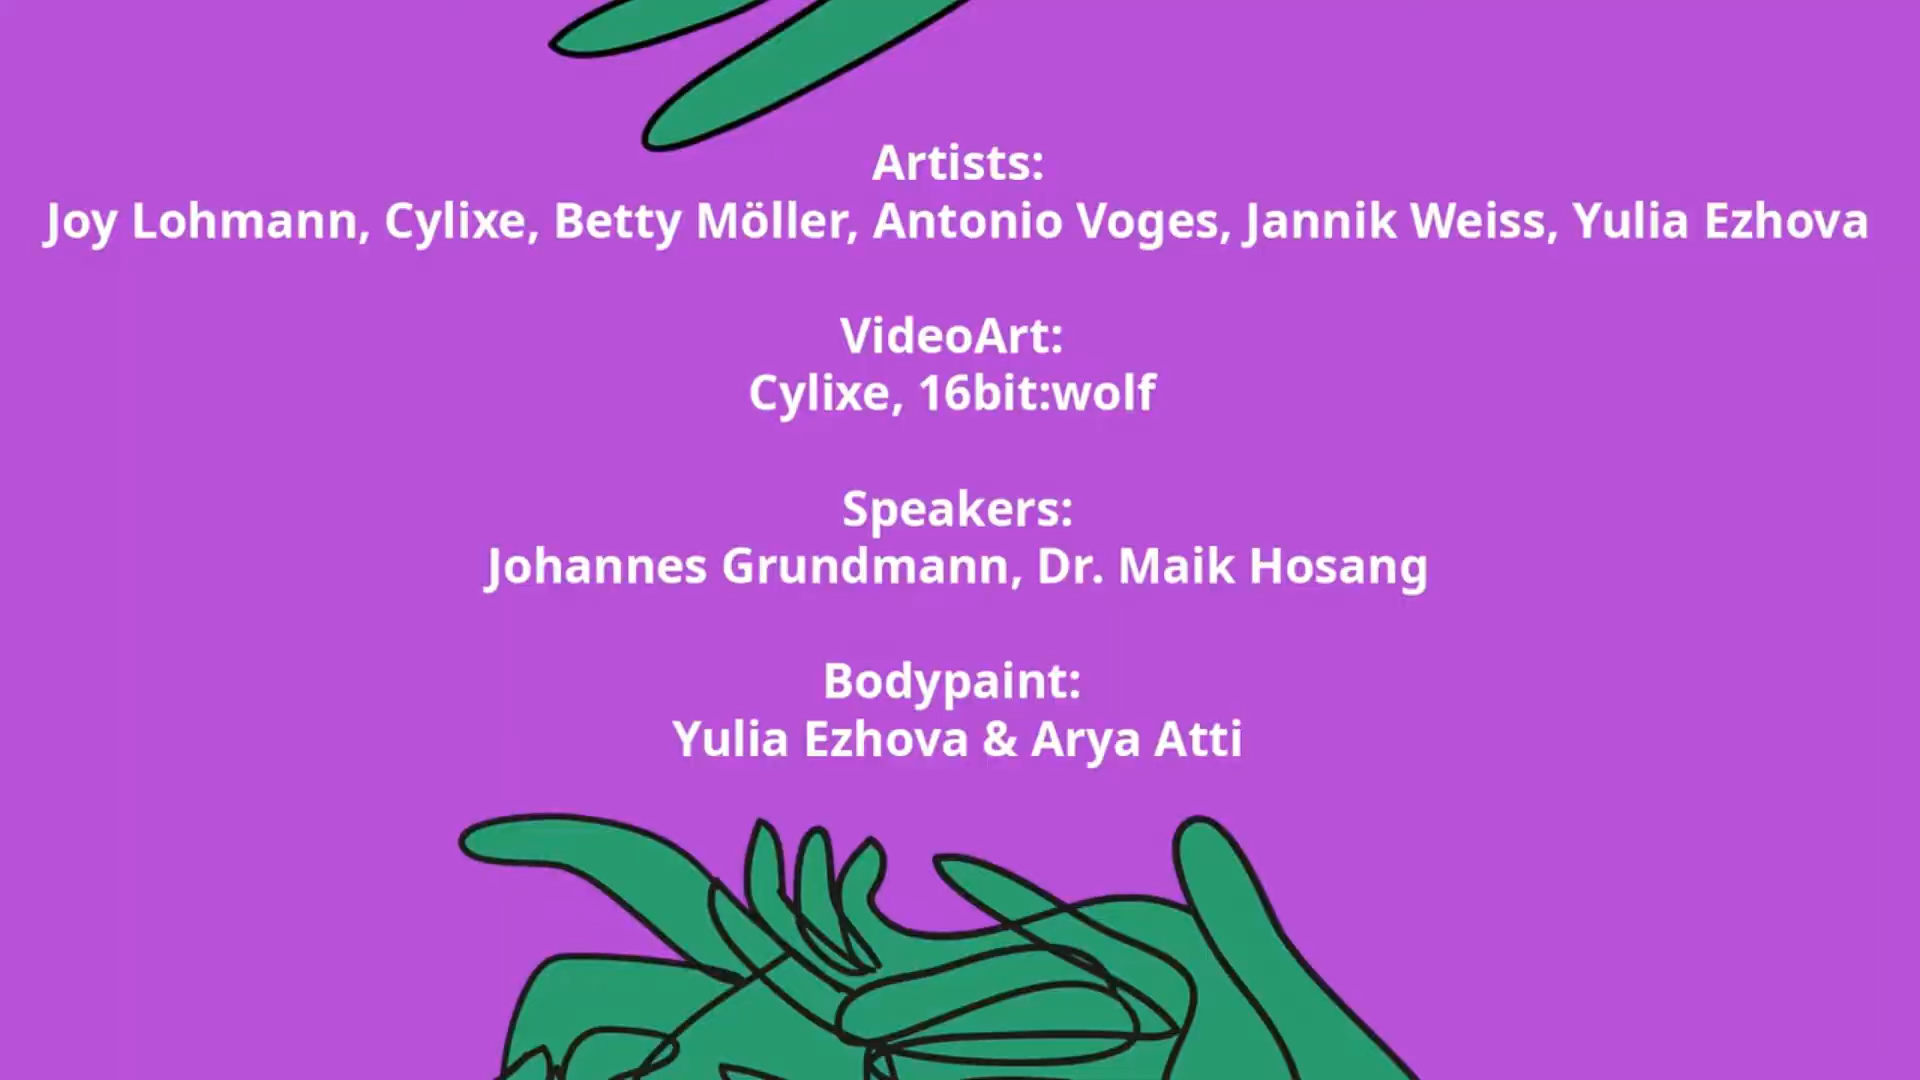 Artists:
Joy Lohmann, Cylixe, Betty Möller, Antonio Voges, Jannik Weiss, Yulia Ezhova
VideoArt:
Cylixe, 16bit:wolf
Speakers:
Johannes Grundmann, Dr. Maik Hosang
Bodypaint:
Yulia Ezhova & Arya Atti